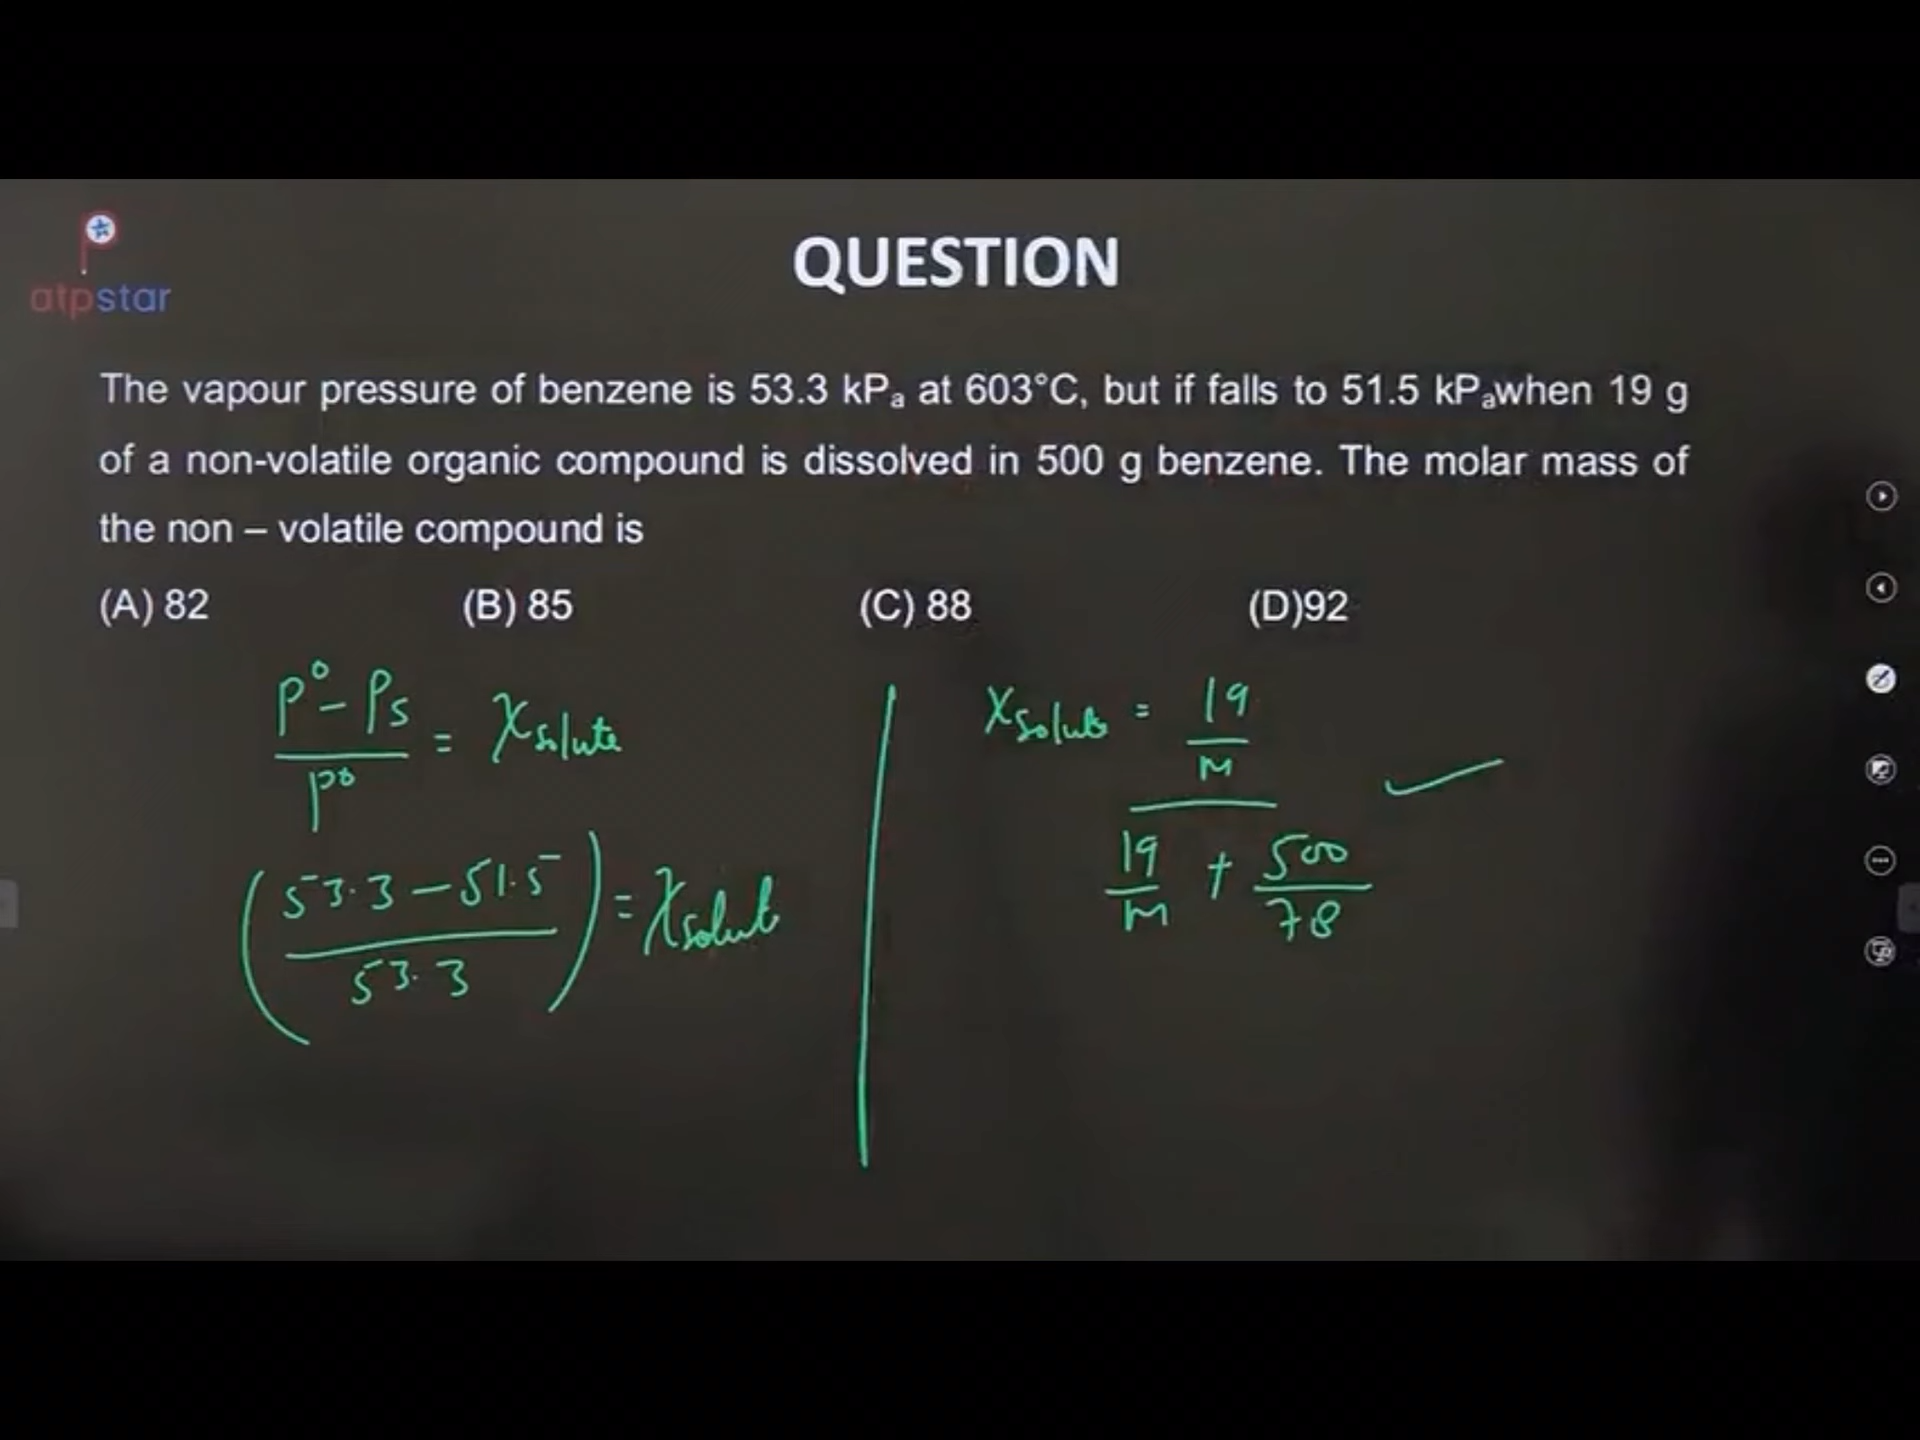 atpstar
QUESTION
The vapour pressure of benzene is 53.3 kPₐ at 603°C, but if falls to 51.5 kPₐwhen 19 g
of a non-volatile organic compound is dissolved in 500 g benzene. The molar mass of
the non – volatile compound is
(A) 82 (B) 85 (C) 88 (D)92
(P° - Ps) / P° = Xsolute
((53.3 - 51.5) / 53.3) = Xsolut
Xsolute = (19/M) / (19/M + 500/78)